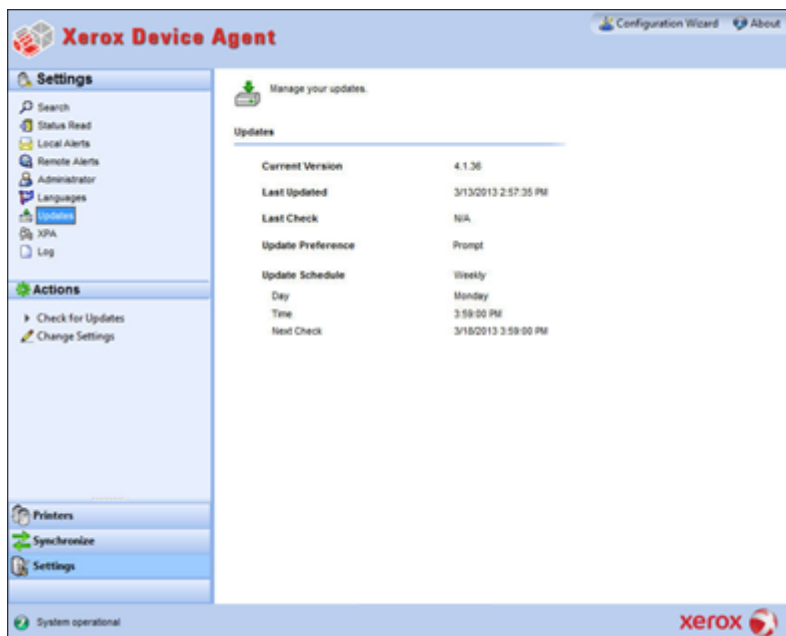 Xerox Device Agent
Configuration Wizard About
Settings
Search
Status Read
Local Alerts
Remote Alerts
Administrator
Languages
Updates
XPA
Log
Actions
Check for Updates
Change Settings
Printers
Synchronize
Settings
System operational
Manage your updates.
Updates
Current Version 4.1.36
Last Updated 3/13/2013 2:57:35 PM
Last Check N/A
Update Preference Prompt
Update Schedule Weekly
Day Monday
Time 3:59:00 PM
Next Check 3/18/2013 3:59:00 PM
xerox